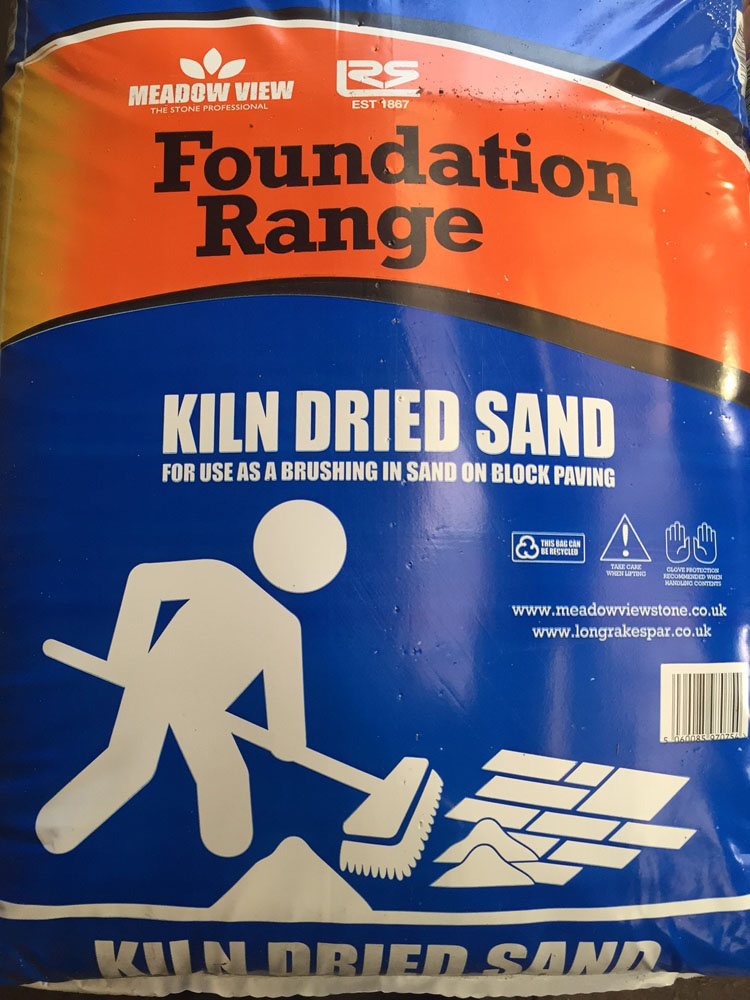 MEADOW VIEW
THE STONE PROFESSIONAL
LRS
EST 1867
Foundation
Range
KILN DRIED SAND
FOR USE AS A BRUSHING IN SAND ON BLOCK PAVING
THIS BAG CAN
BE RECYCLED
TAKE CARE
WHEN LIFTING
GLOVE PROTECTION
RECOMMENDED WHEN
HANDLING CONTENTS
www.meadowviewstone.co.uk
www.longrakespar.co.uk
KILN DRIED SAND